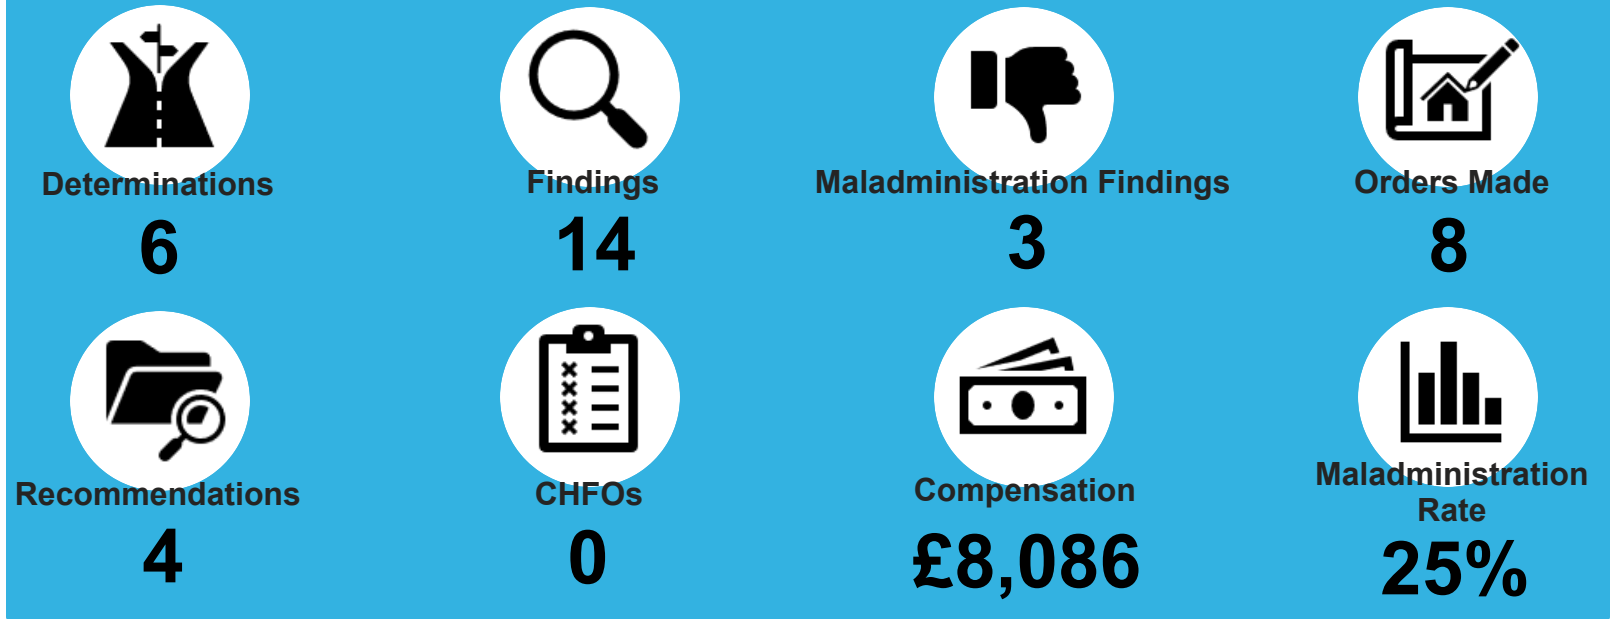 Determinations
6
Findings
14
Maladministration Findings
3
Orders Made
8
Recommendations
4
CHFOs
0
Compensation
£8,086
Maladministration
Rate
25%